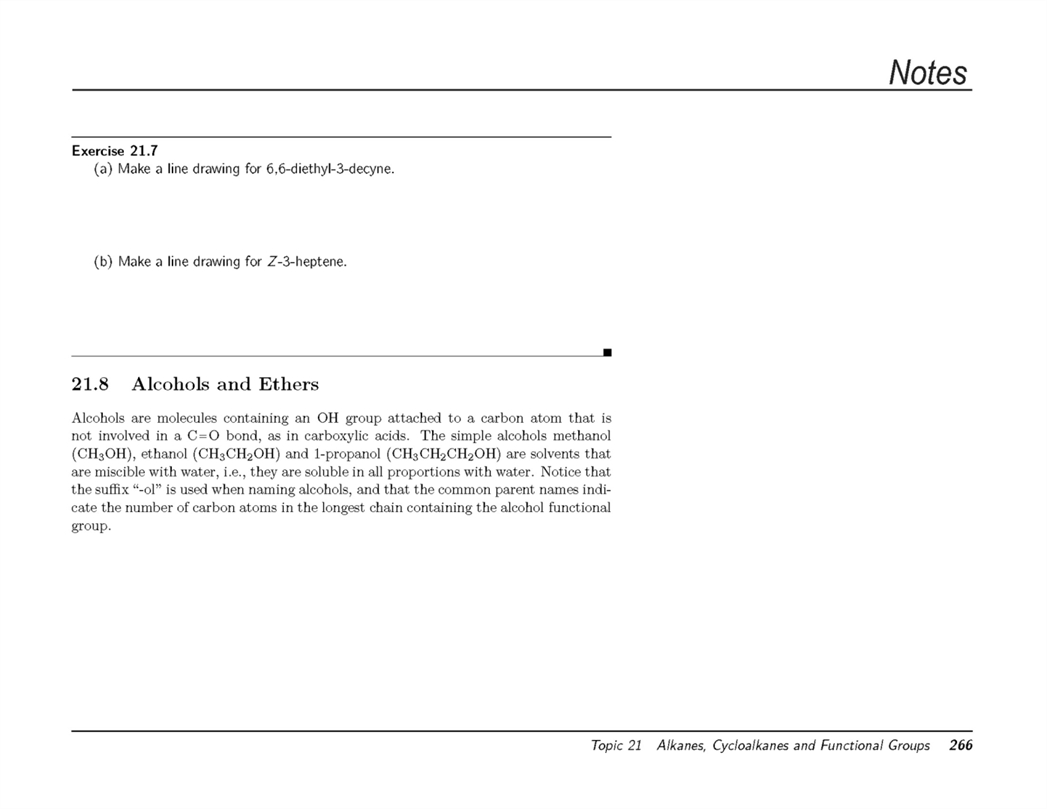 Notes
Exercise 21.7
(a) Make a line drawing for 6,6-diethyl-3-decyne.
(b) Make a line drawing for Z-3-heptene.
21.8 Alcohols and Ethers
Alcohols are molecules containing an OH group attached to a carbon atom that is
not involved in a C=O bond, as in carboxylic acids. The simple alcohols methanol
(CH₃OH), ethanol (CH₃CH₂OH) and 1-propanol (CH₃CH₂CH₂OH) are solvents that
are miscible with water, i.e., they are soluble in all proportions with water. Notice that
the suffix “-ol” is used when naming alcohols, and that the common parent names indi-
cate the number of carbon atoms in the longest chain containing the alcohol functional
group.
Topic 21 Alkanes, Cycloalkanes and Functional Groups 266